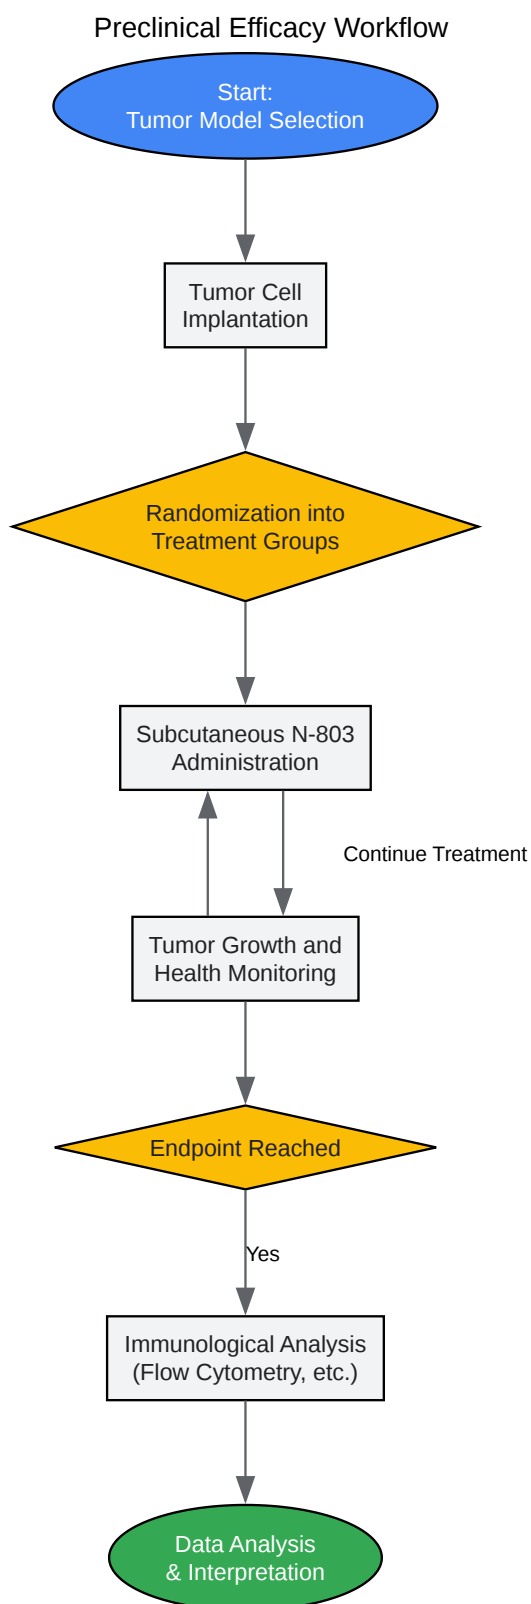 Preclinical Efficacy Workflow
Start:
Tumor Model Selection
Tumor Cell
Implantation
Randomization into
Treatment Groups
Subcutaneous N-803
Administration
Continue Treatment
Tumor Growth and
Health Monitoring
Endpoint Reached
Yes
Immunological Analysis
(Flow Cytometry, etc.)
Data Analysis
& Interpretation